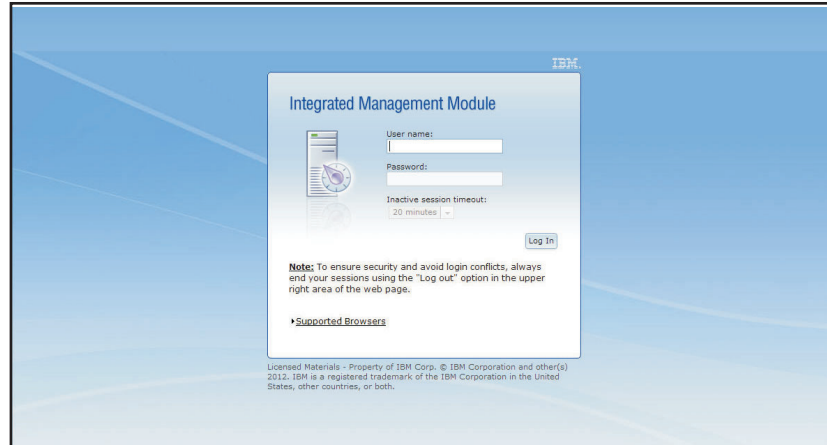 IBM.
Integrated Management Module
User name:
Password:
Inactive session timeout:
20 minutes
Log In
Note: To ensure security and avoid login conflicts, always
end your sessions using the "Log out" option in the upper
right area of the web page.
Supported Browsers
Licensed Materials - Property of IBM Corp. © IBM Corporation and other(s)
2012. IBM is a registered trademark of the IBM Corporation in the United
States, other countries, or both.